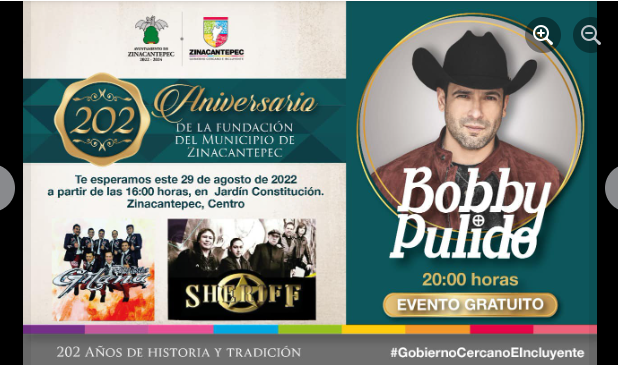 AYUNTAMIENTO DE
ZINACANTEPEC
2022 - 2024
ZINACANTEPEC
202
Aniversario
DE LA FUNDACIÓN
DEL MUNICIPIO DE
ZINACANTEPEC
Te esperamos este 29 de agosto de 2022
a partir de las 16:00 horas, en Jardín Constitución.
Zinacantepec, Centro
SHERIFF
Bobby
Pulido
20:00 horas
EVENTO GRATUITO
202 AÑOS DE HISTORIA Y TRADICIÓN
#GobiernoCercanoEIncluyente